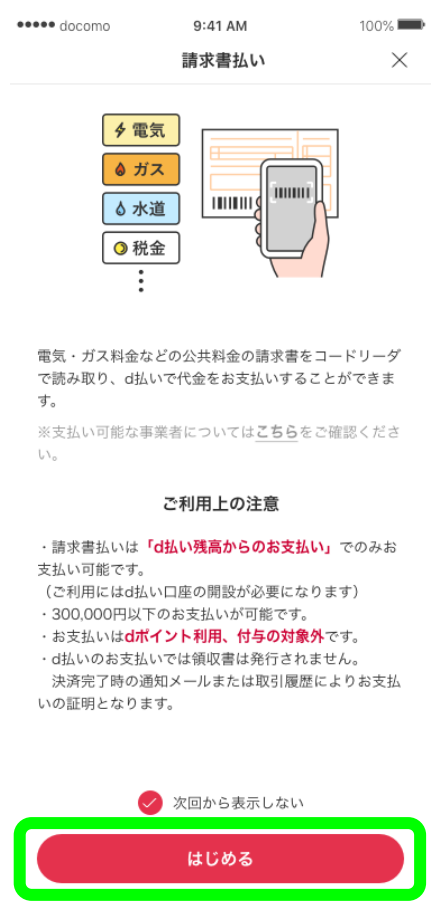 docomo 9:41 AM 100%
請求書払い
電気
ガス
水道
税金
電気・ガス料金などの公共料金の請求書をコードリーダ
で読み取り、d払いで代金をお支払いすることができま
す。
※支払い可能な事業者についてはこちらをご確認くださ
い。
ご利用上の注意
・請求書払いは「d払い残高からのお支払い」でのみお
支払い可能です。
（ご利用にはd払い口座の開設が必要になります）
・300,000円以下のお支払いが可能です。
・お支払いはdポイント利用、付与の対象外です。
・d払いのお支払いでは領収書は発行されません。
決済完了時の通知メールまたは取引履歴によりお支払
いの証明となります。
次回から表示しない
はじめる